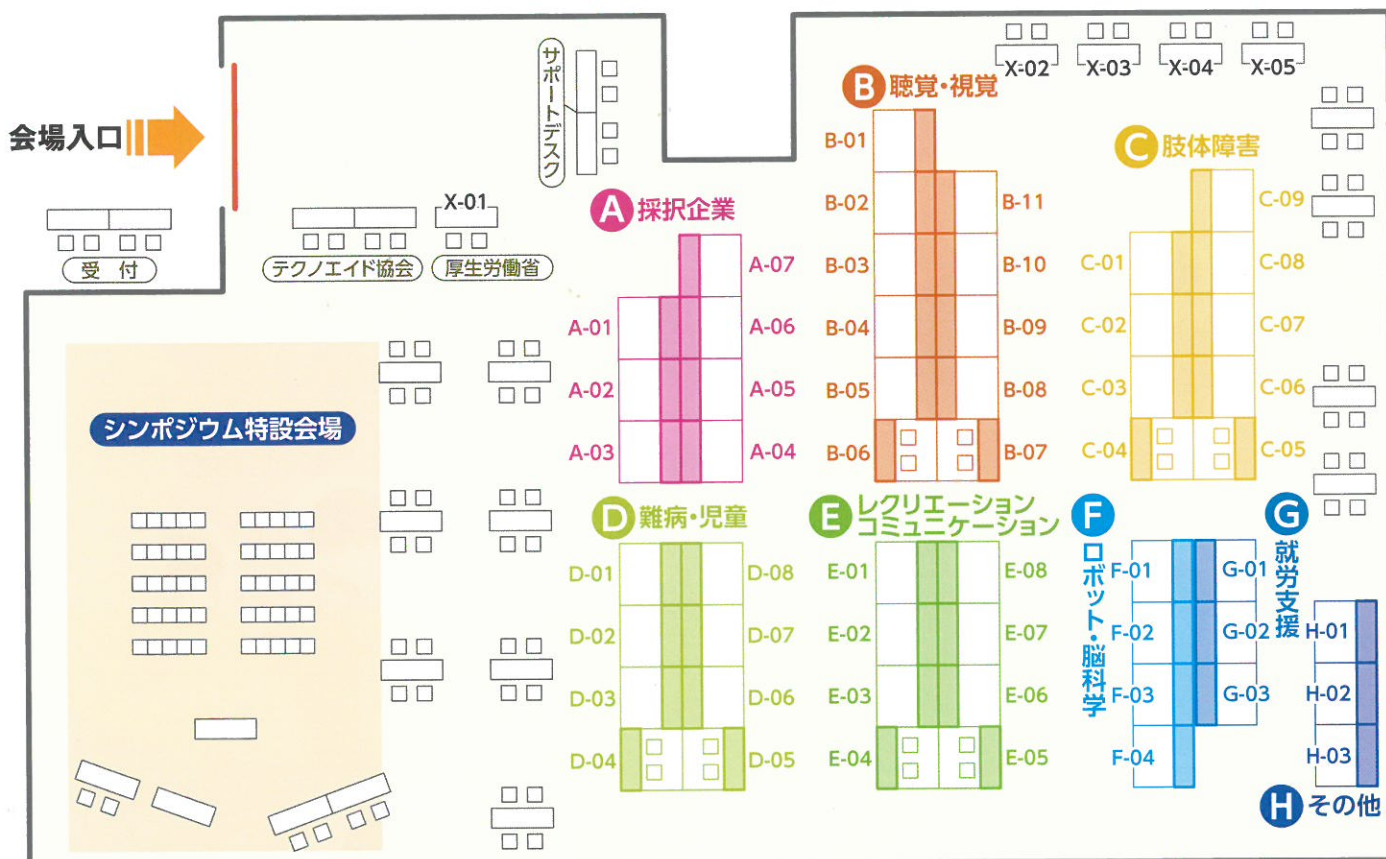 会場入口
受 付
サポートデスク
テクノエイド協会
X-01
厚生労働省
シンポジウム特設会場
A 採択企業
A-01
A-02
A-03
A-07
A-06
A-05
A-04
B 聴覚・視覚
B-01
B-02
B-03
B-04
B-05
B-06
B-11
B-10
B-09
B-08
B-07
X-02
X-03
X-04
X-05
C 肢体障害
C-01
C-02
C-03
C-04
C-09
C-08
C-07
C-06
C-05
D 難病・児童
D-01
D-02
D-03
D-04
D-08
D-07
D-06
D-05
E レクリエーション
コミュニケーション
E-01
E-02
E-03
E-04
E-08
E-07
E-06
E-05
F ロボット・脳科学
F-01
F-02
F-03
F-04
G 就労支援
G-01
G-02
G-03
H-01
H-02
H-03
H その他